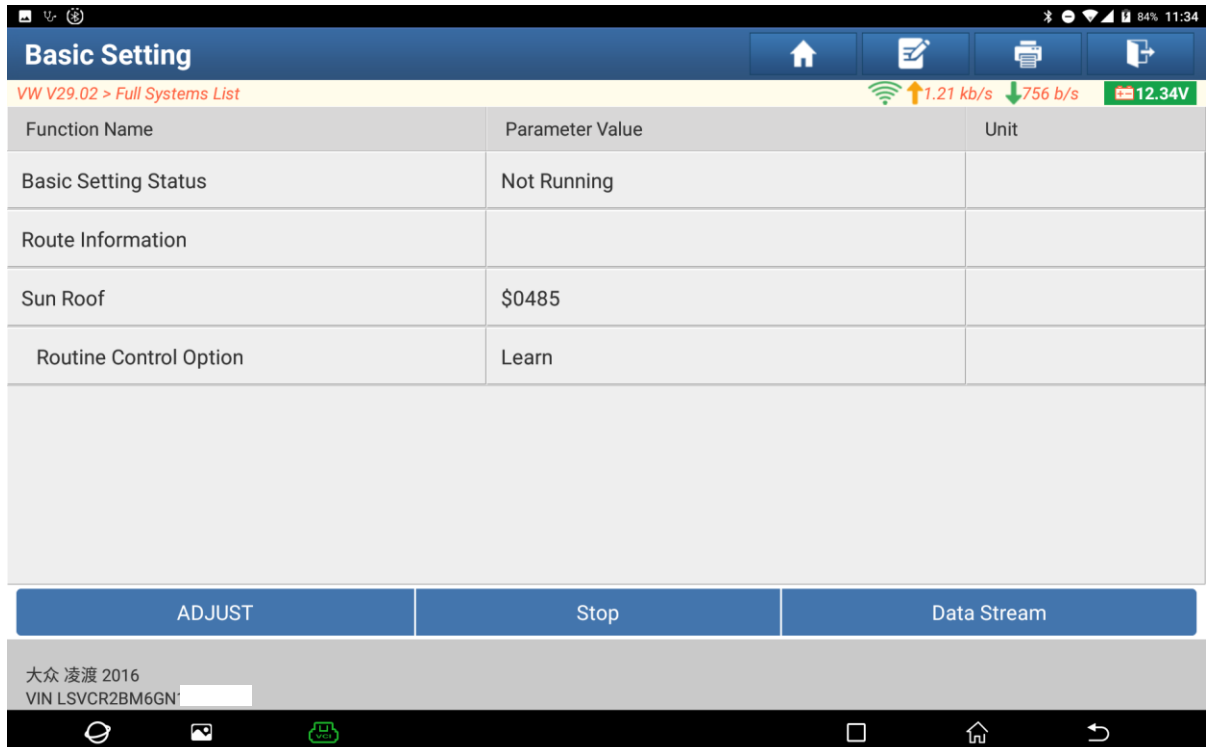 84% 11:34
Basic Setting
VW V29.02 > Full Systems List 1.21 kb/s 756 b/s 12.34V
Function Name Parameter Value Unit
Basic Setting Status Not Running
Route Information
Sun Roof $0485
Routine Control Option Learn
ADJUST Stop Data Stream
大众 凌渡 2016
VIN LSVCR2BM6GN
VCI